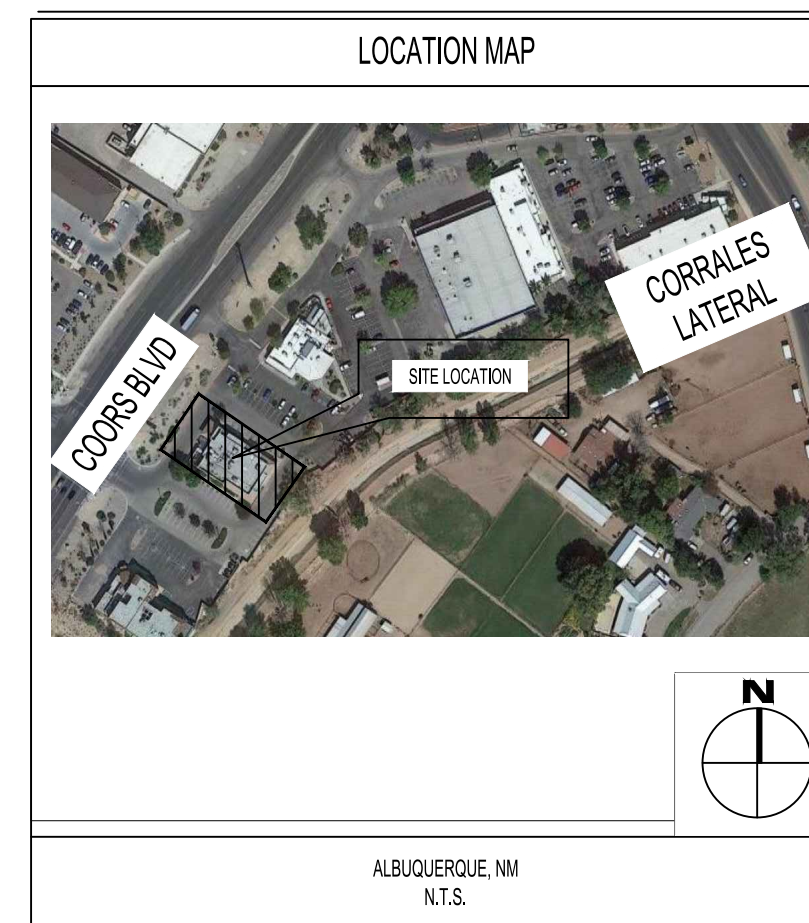 LOCATION MAP
COORS BLVD
SITE LOCATION
CORRALES
LATERAL
N
ALBUQUERQUE, NM
N.T.S.